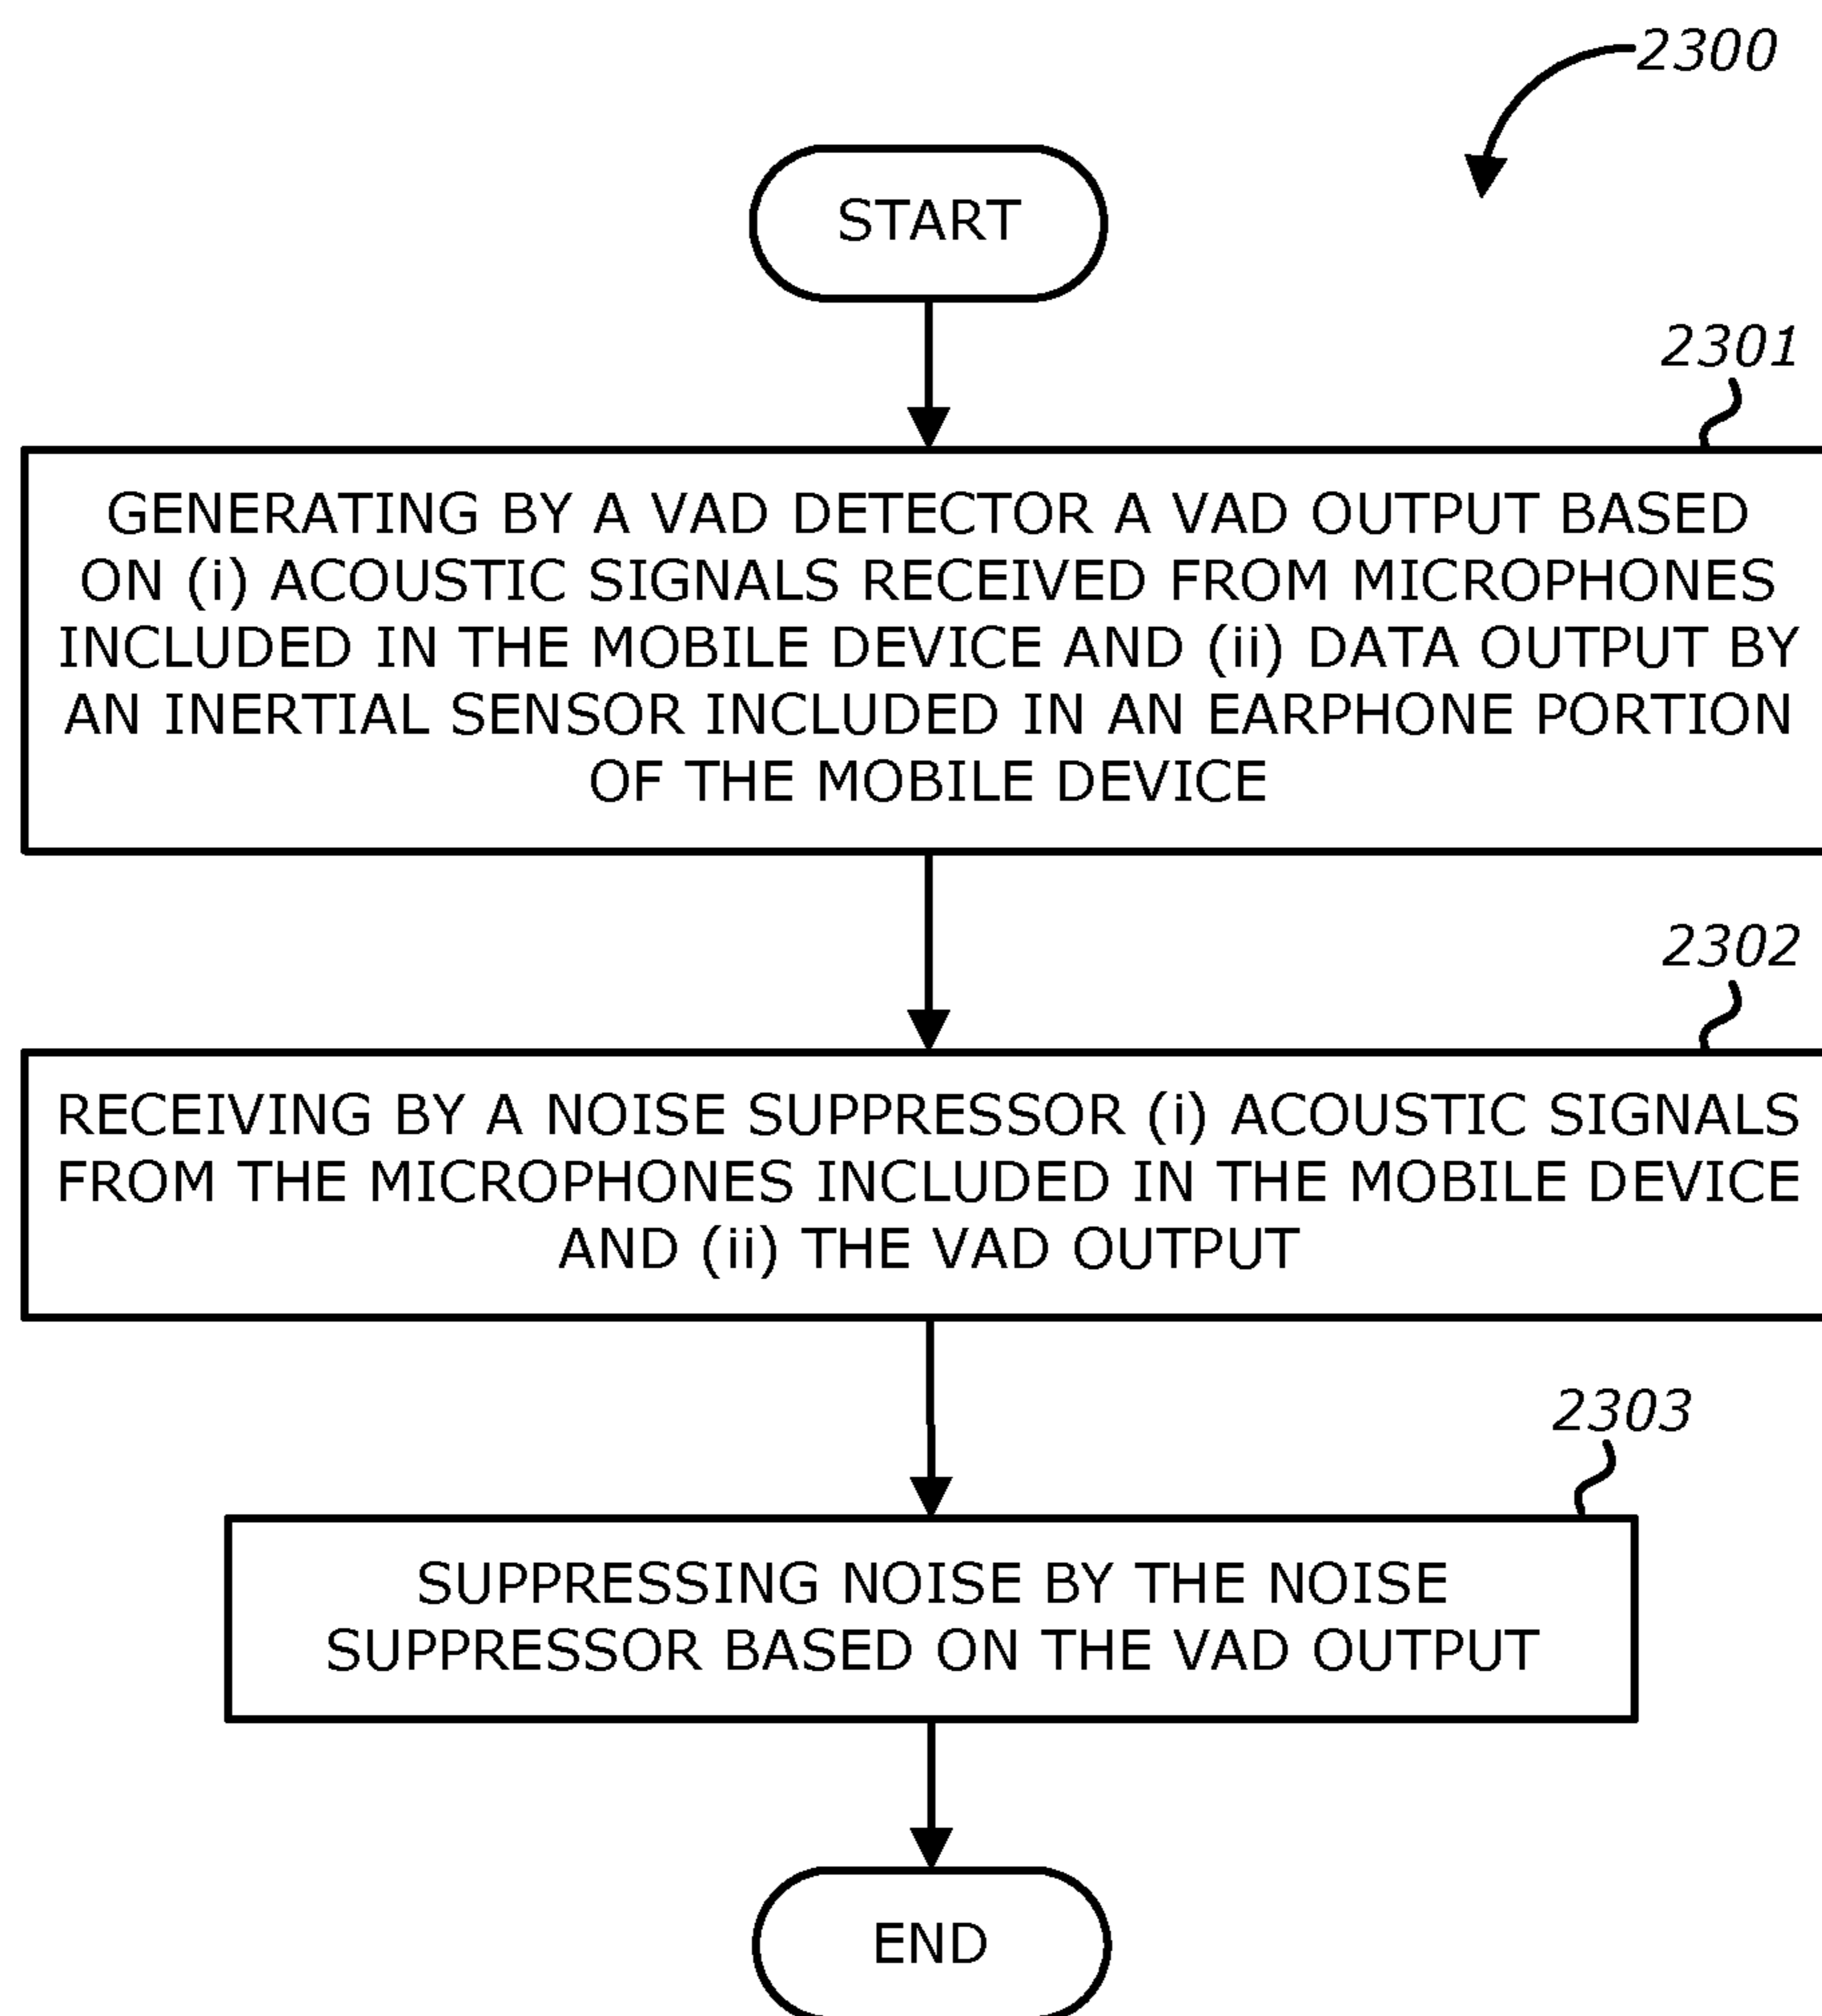 2300
START
2301
GENERATING BY A VAD DETECTOR A VAD OUTPUT BASED
ON (i) ACOUSTIC SIGNALS RECEIVED FROM MICROPHONES
INCLUDED IN THE MOBILE DEVICE AND (ii) DATA OUTPUT BY
AN INERTIAL SENSOR INCLUDED IN AN EARPHONE PORTION
OF THE MOBILE DEVICE
2302
RECEIVING BY A NOISE SUPPRESSOR (i) ACOUSTIC SIGNALS
FROM THE MICROPHONES INCLUDED IN THE MOBILE DEVICE
AND (ii) THE VAD OUTPUT
2303
SUPPRESSING NOISE BY THE NOISE
SUPPRESSOR BASED ON THE VAD OUTPUT
END